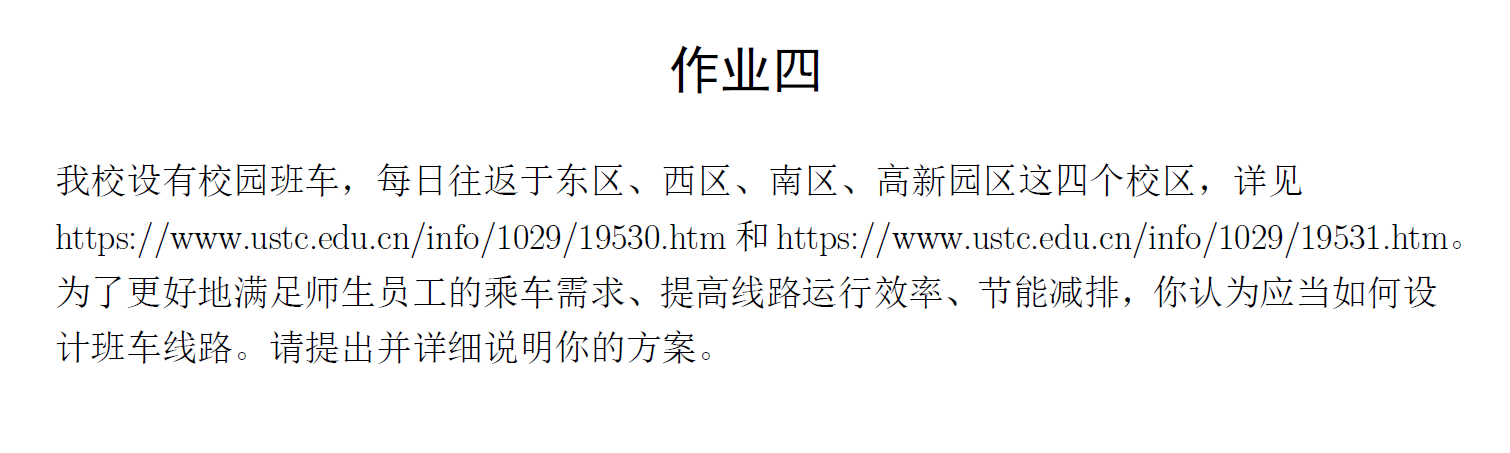 作业四
我校设有校园班车，每日往返于东区、西区、南区、高新园区这四个校区，详见
https://www.ustc.edu.cn/info/1029/19530.htm 和 https://www.ustc.edu.cn/info/1029/19531.htm。
为了更好地满足师生员工的乘车需求、提高线路运行效率、节能减排，你认为应当如何设
计班车线路。请提出并详细说明你的方案。